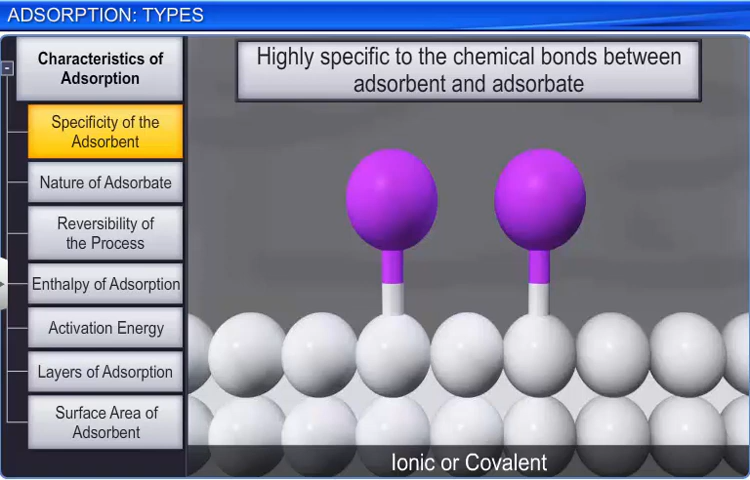 ADSORPTION: TYPES
Characteristics of
Adsorption
Specificity of the
Adsorbent
Nature of Adsorbate
Reversibility of
the Process
Enthalpy of Adsorption
Activation Energy
Layers of Adsorption
Surface Area of
Adsorbent
Highly specific to the chemical bonds between
adsorbent and adsorbate
Ionic or Covalent